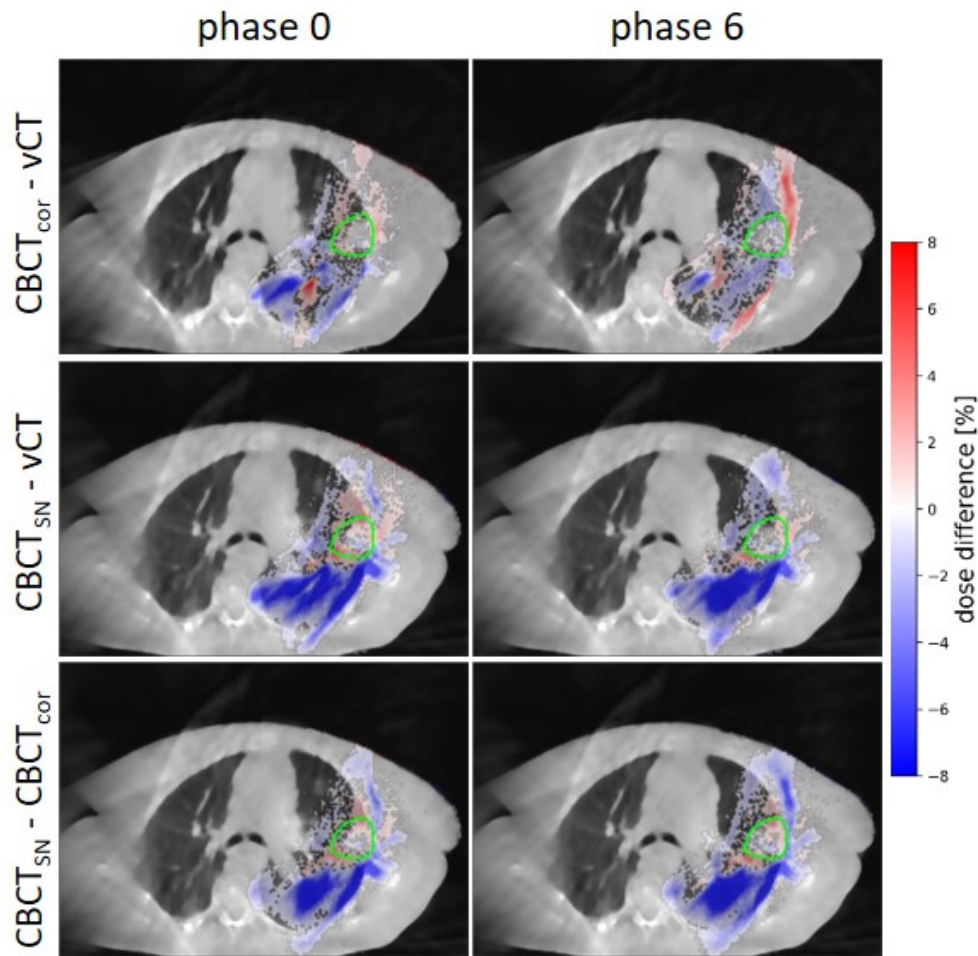 phase 0
phase 6
CBCTcor - vCT
CBCTSN - vCT
CBCTSN - CBCTcor
8
6
4
2
0
−2
−4
−6
−8
dose difference [%]